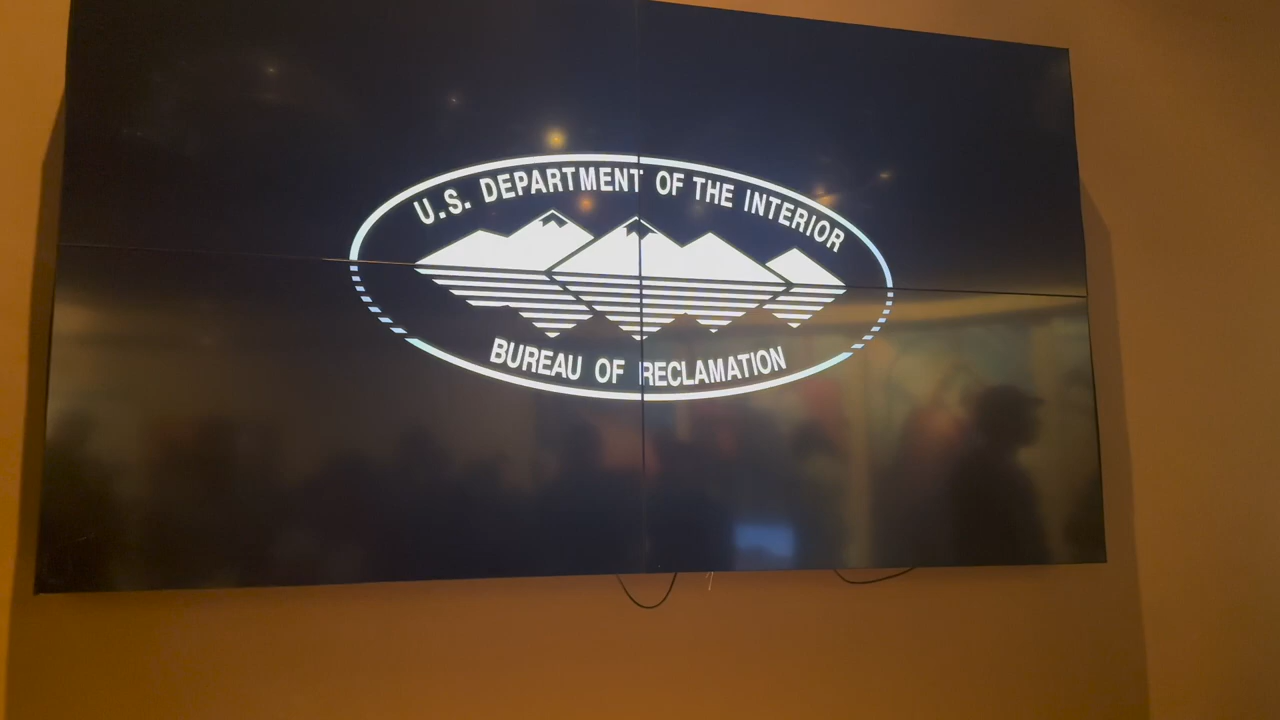 U.S. DEPARTMENT OF THE INTERIOR
BUREAU OF RECLAMATION